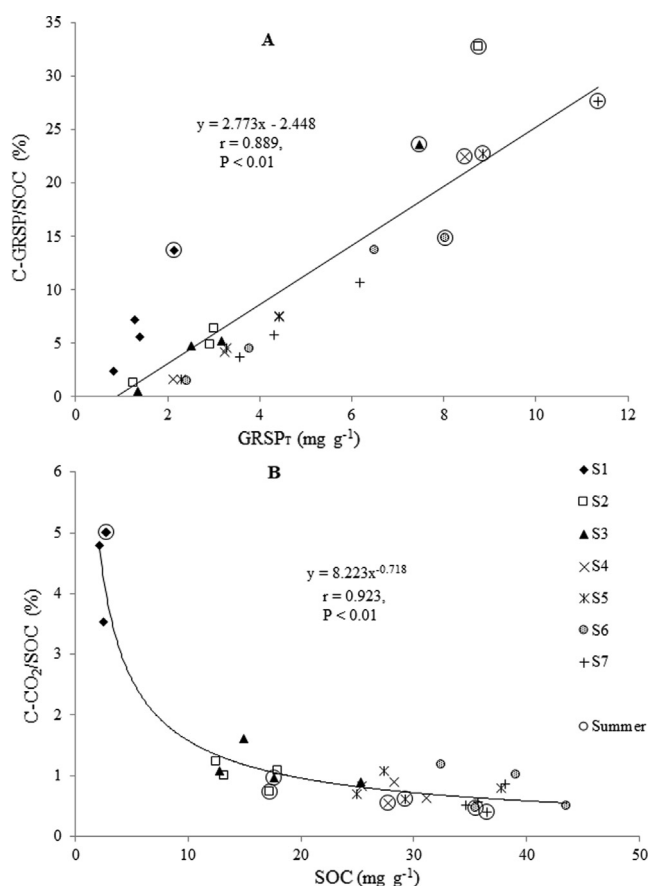 A
35
30
25
20
15
10
5
0
C-GRSP/SOC (%)
y = 2.773x - 2.448
r = 0.889,
P < 0.01
0 2 4 6 8 10 12
GRSPT (mg g-1)
B
6
5
4
3
2
1
0
C-CO2/SOC (%)
y = 8.223x-0.718
r = 0.923,
P < 0.01
S1
S2
S3
S4
S5
S6
S7
Summer
0 10 20 30 40 50
SOC (mg g-1)